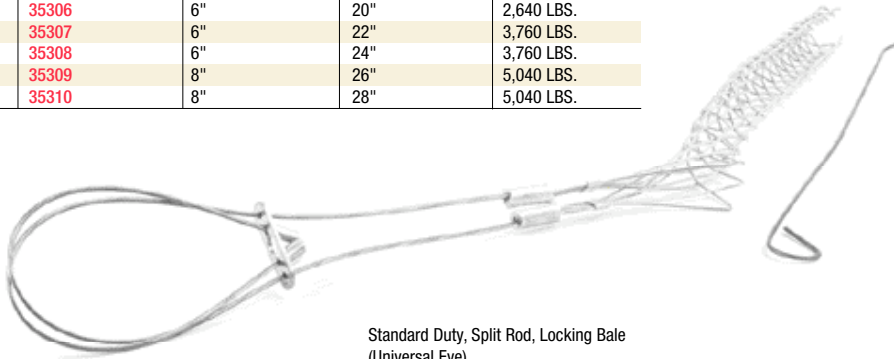 35306 6" 20" 2,640 LBS.
35307 6" 22" 3,760 LBS.
35308 6" 24" 3,760 LBS.
35309 8" 26" 5,040 LBS.
35310 8" 28" 5,040 LBS.
Standard Duty, Split Rod, Locking Bale
(Universal Eye)